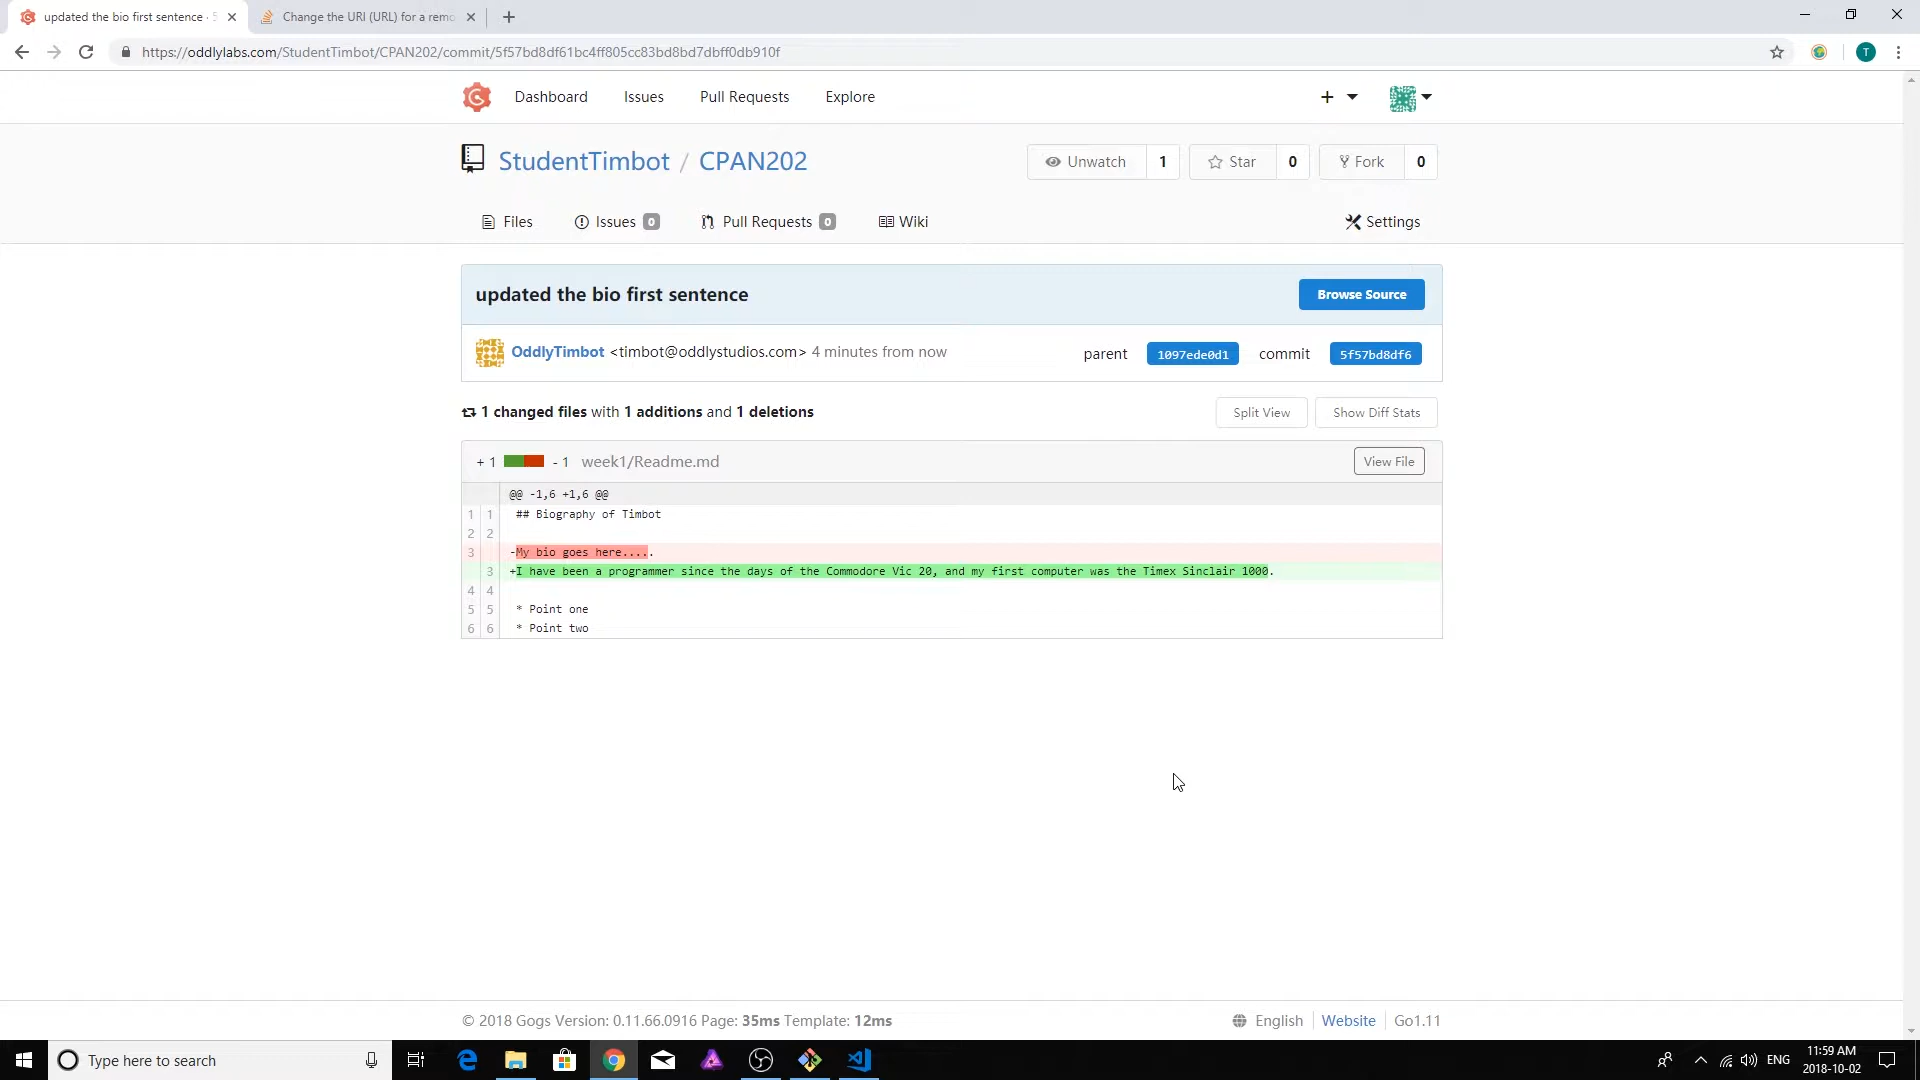 updated the bio first sentence · 5
Change the URI (URL) for a remo
https://oddlylabs.com/StudentTimbot/CPAN202/commit/5f57bd8df61bc4ff805cc83bd8bd7dbff0db910f
T
Dashboard Issues Pull Requests Explore
StudentTimbot / CPAN202
Unwatch 1 Star 0 Fork 0
Files Issues 0 Pull Requests 0 Wiki Settings
updated the bio first sentence
Browse Source
OddlyTimbot <timbot@oddlystudios.com> 4 minutes from now
parent 1097ede0d1 commit 5f57bd8df6
1 changed files with 1 additions and 1 deletions
Split View Show Diff Stats
+ 1 - 1 week1/Readme.md View File
@@ -1,6 +1,6 @@
1 1 ## Biography of Timbot
2 2
3 -My bio goes here.....
3 +I have been a programmer since the days of the Commodore Vic 20, and my first computer was the Timex Sinclair 1000.
4 4
5 5 * Point one
6 6 * Point two
© 2018 Gogs Version: 0.11.66.0916 Page: 35ms Template: 12ms
English Website Go1.11
Type here to search
ENG
11:59 AM
2018-10-02